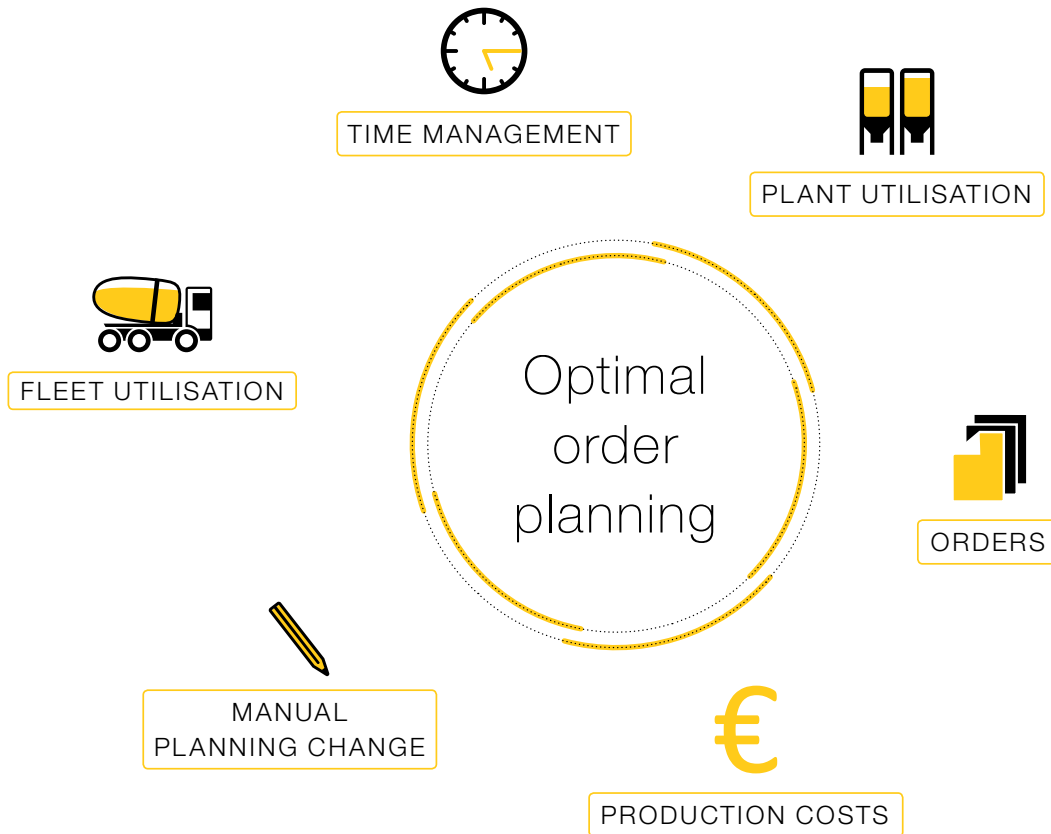 TIME MANAGEMENT
PLANT UTILISATION
FLEET UTILISATION
Optimal
order
planning
ORDERS
MANUAL
PLANNING CHANGE
€
PRODUCTION COSTS